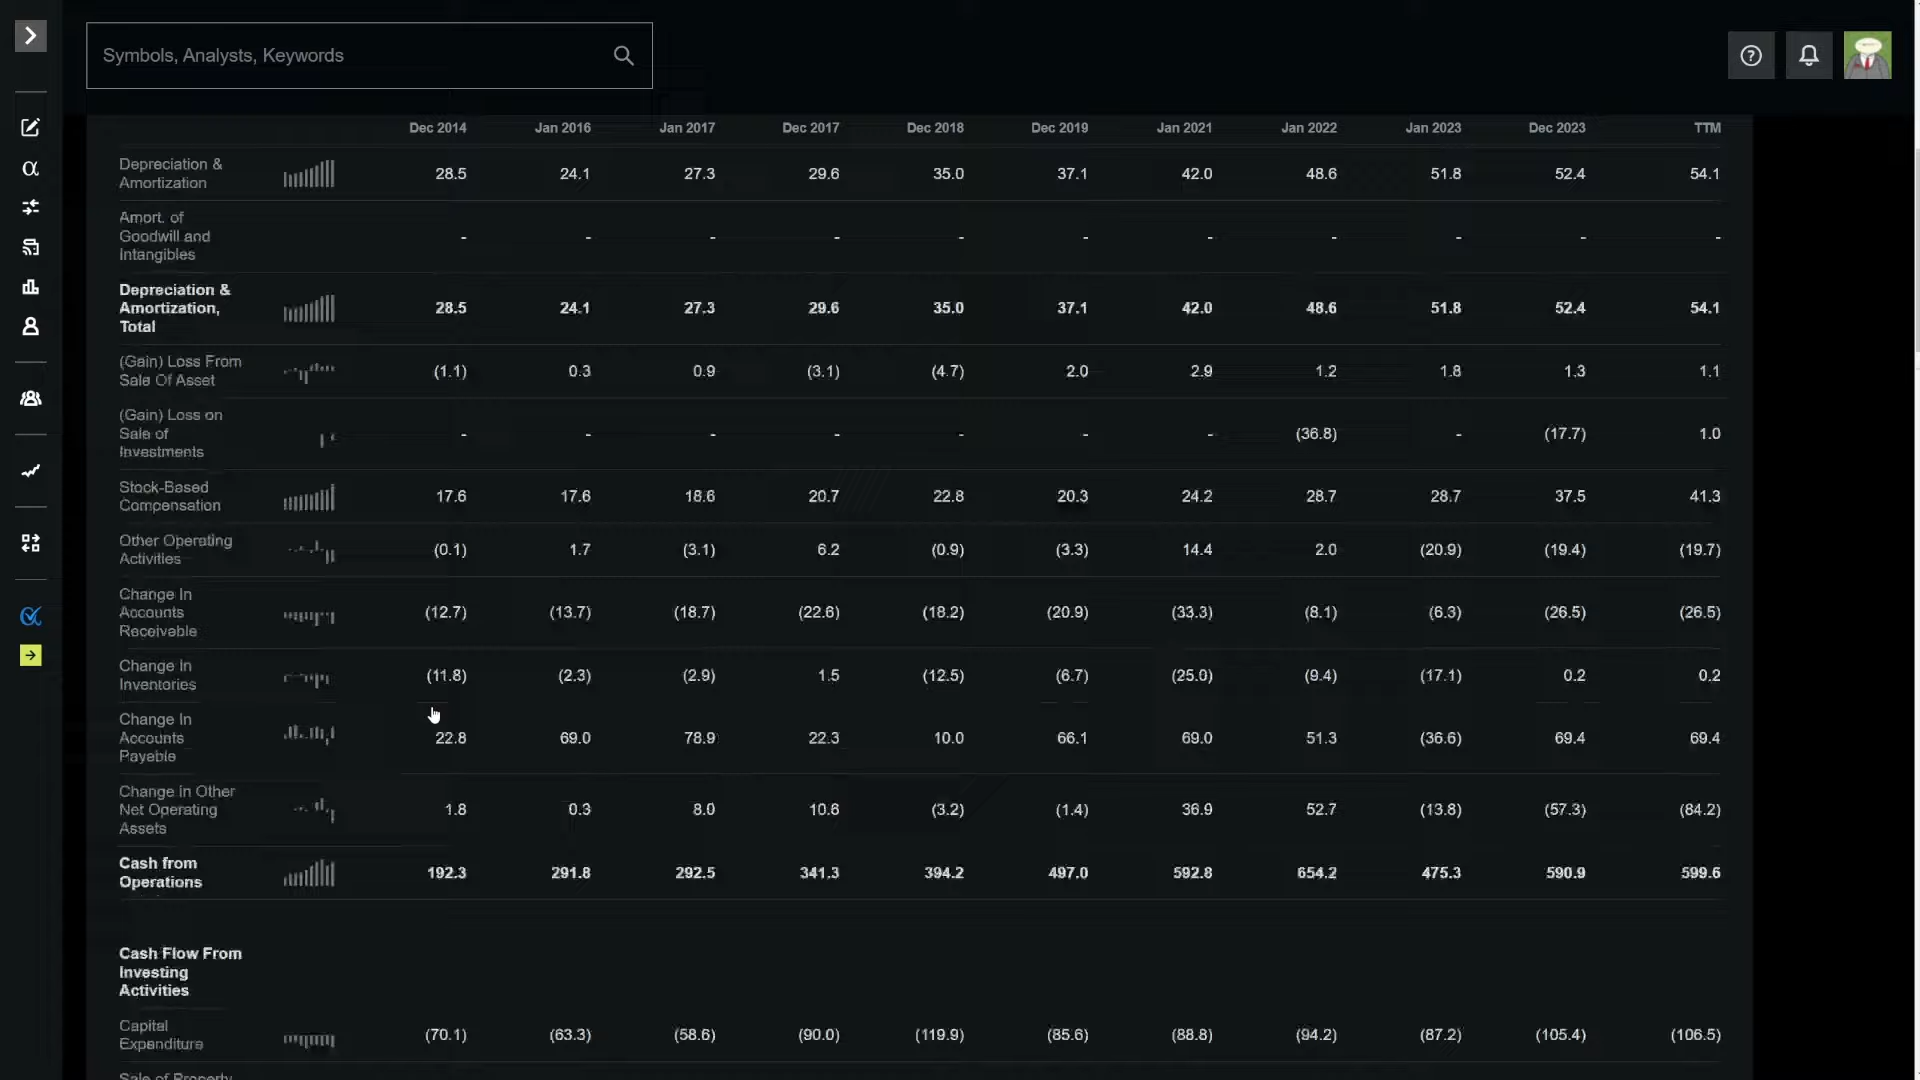 Symbols, Analysts, Keywords
Dec 2014 Jan 2016 Jan 2017 Dec 2017 Dec 2018 Dec 2019 Jan 2021 Jan 2022 Jan 2023 Dec 2023 TTM
Depreciation &
Amortization 28.5 24.1 27.3 29.6 35.0 37.1 42.0 48.6 51.8 52.4 54.1
Amort. of
Goodwill and
Intangibles - - - - - - - - - - -
Depreciation &
Amortization,
Total 28.5 24.1 27.3 29.6 35.0 37.1 42.0 48.6 51.8 52.4 54.1
(Gain) Loss From
Sale Of Asset (1.1) 0.3 0.9 (3.1) (4.7) 2.0 2.9 1.2 1.8 1.3 1.1
(Gain) Loss on
Sale of
Investments - - - - - - - (36.8) - (17.7) 1.0
Stock-Based
Compensation 17.6 17.6 18.6 20.7 22.8 20.3 24.2 28.7 28.7 37.5 41.3
Other Operating
Activities (0.1) 1.7 (3.1) 6.2 (0.9) (3.3) 14.4 2.0 (20.9) (19.4) (19.7)
Change In
Accounts
Receivable (12.7) (13.7) (18.7) (22.6) (18.2) (20.9) (33.3) (8.1) (6.3) (26.5) (26.5)
Change In
Inventories (11.8) (2.3) (2.9) 1.5 (12.5) (6.7) (25.0) (9.4) (17.1) 0.2 0.2
Change In
Accounts
Payable 22.8 69.0 78.9 22.3 10.0 66.1 69.0 51.3 (36.6) 69.4 69.4
Change in Other
Net Operating
Assets 1.8 0.3 8.0 10.8 (3.2) (1.4) 36.9 52.7 (13.8) (57.3) (84.2)
Cash from
Operations 192.3 291.8 292.5 341.3 394.2 497.0 592.8 654.2 475.3 590.9 599.6
Cash Flow From
Investing
Activities
Capital
Expenditure (70.1) (63.3) (58.6) (90.0) (119.9) (85.6) (88.8) (94.2) (87.2) (105.4) (106.5)
Sale of Property